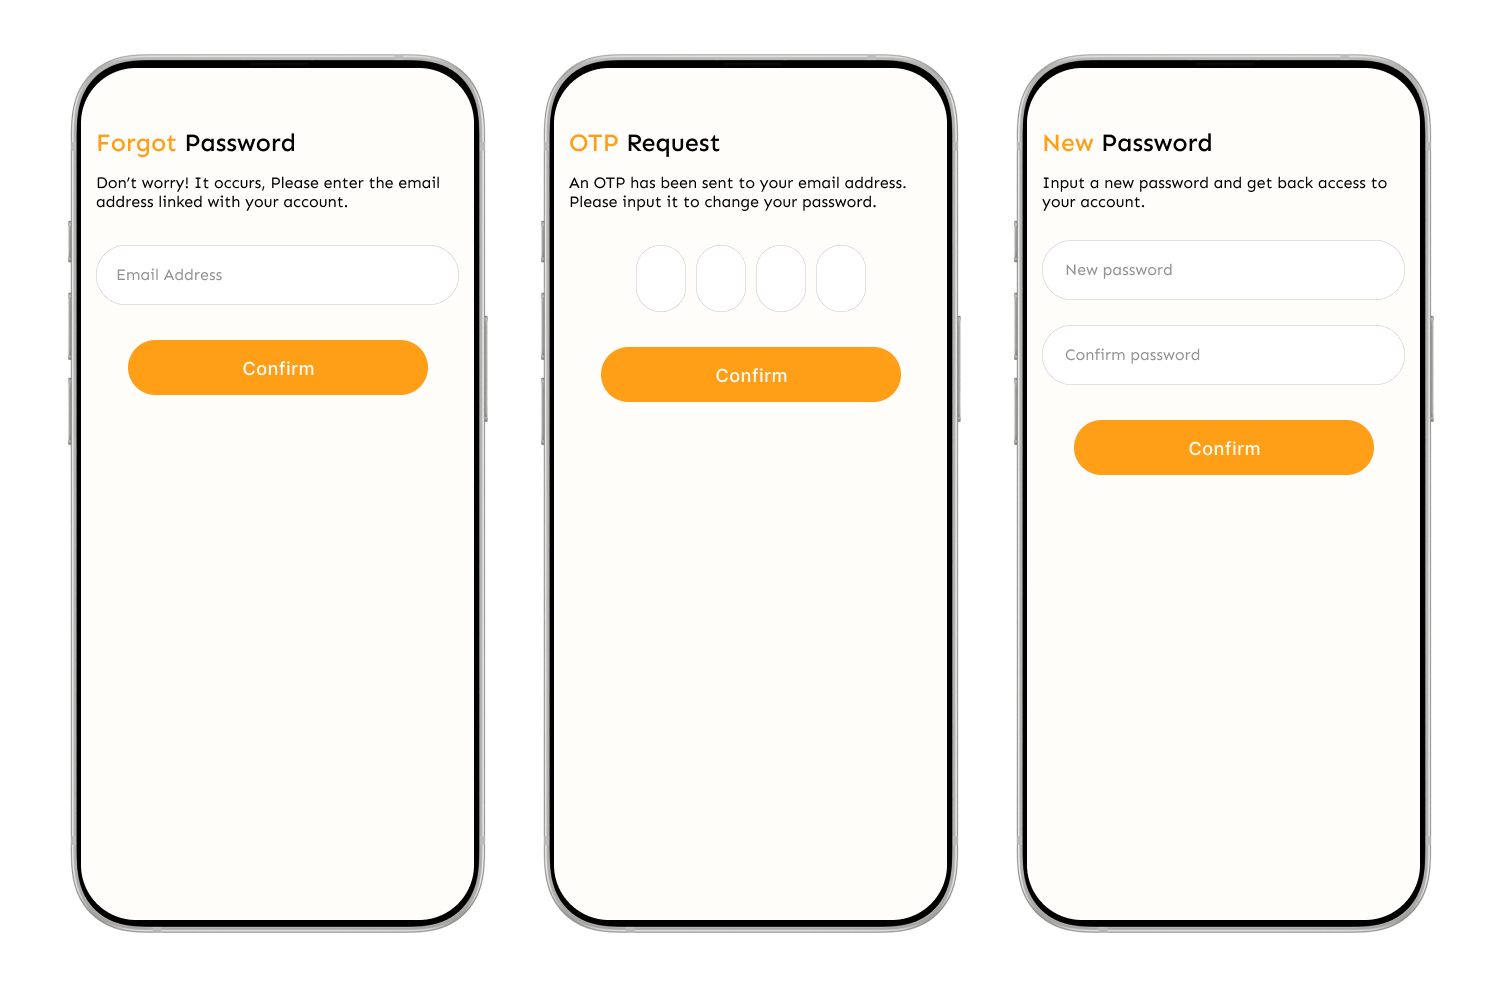 Forgot Password
Don’t worry! It occurs, Please enter the email
address linked with your account.
Email Address
Confirm
OTP Request
An OTP has been sent to your email address.
Please input it to change your password.
Confirm
New Password
Input a new password and get back access to
your account.
New password
Confirm password
Confirm